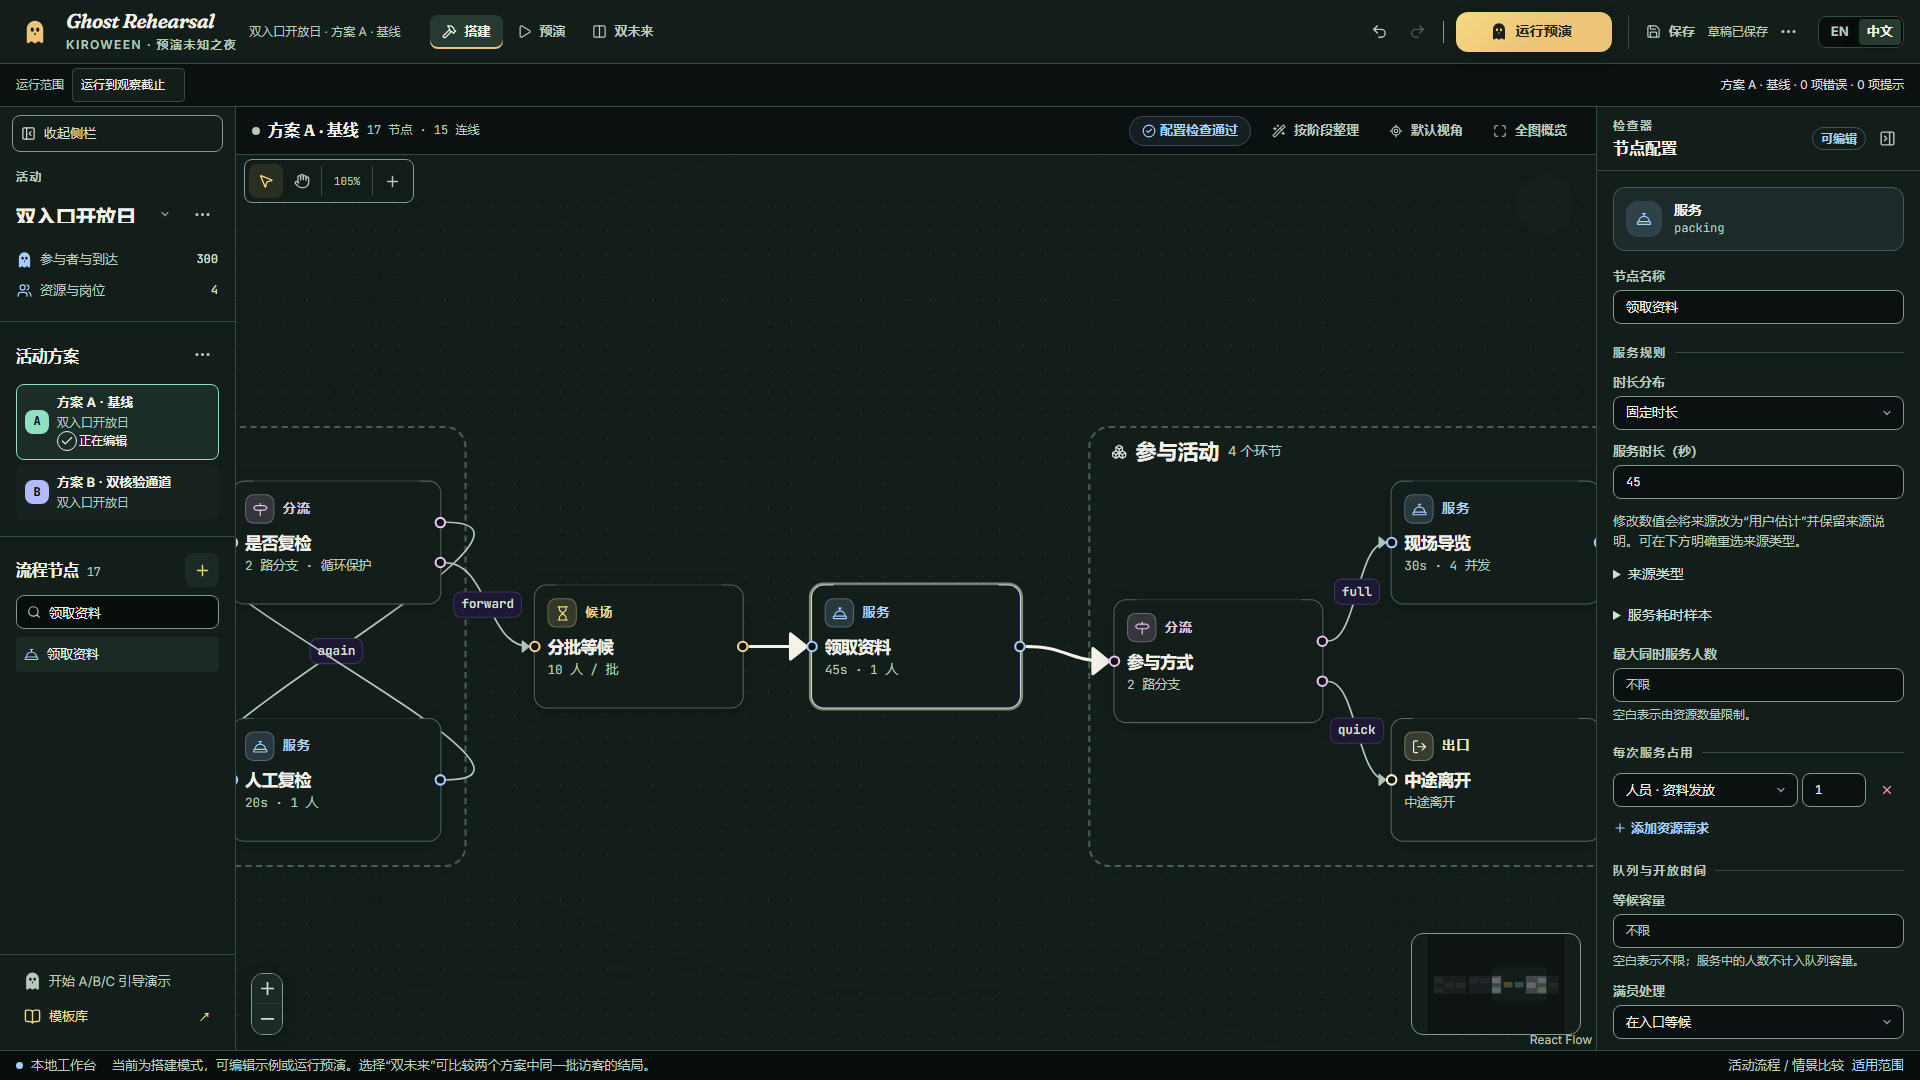 Ghost Rehearsal
KIROWEEN · 预演未知之夜
双入口开放日 · 方案 A · 基线
搭建
预演
双未来
运行预演
保存
草稿已保存
EN
中文
运行范围
运行到观察截止
方案 A · 基线 · 0 项错误 · 0 项提示
收起侧栏
活动
双入口开放日
参与者与到达
300
资源与岗位
4
活动方案
A
方案 A · 基线
双入口开放日
正在编辑
B
方案 B · 双核验通道
双入口开放日
流程节点 17
领取资料
领取资料
开始 A/B/C 引导演示
模板库
方案 A · 基线
17 节点 · 15 连线
配置检查通过
按阶段整理
默认视角
全图概览
105%
分流
是否复检
2 路分支 · 循环保护
forward
again
服务
人工复检
20s · 1 人
候场
分批等候
10 人 / 批
服务
领取资料
45s · 1 人
参与活动 4 个环节
分流
参与方式
2 路分支
full
quick
服务
现场导览
30s · 4 并发
出口
中途离开
中途离开
React Flow
检查器
节点配置
可编辑
服务
packing
节点名称
领取资料
服务规则
时长分布
固定时长
服务时长（秒）
45
修改数值会将来源改为“用户估计”并保留来源说
明。可在下方明确重选来源类型。
来源类型
服务耗时样本
最大同时服务人数
不限
空白表示由资源数量限制。
每次服务占用
人员 · 资料发放
1
添加资源需求
队列与开放时间
等候容量
不限
空白表示不限；服务中的人数不计入队列容量。
满员处理
在入口等候
本地工作台
当前为搭建模式，可编辑示例或运行预演。选择“双未来”可比较两个方案中同一批访客的结局。
活动流程 / 情景比较
适用范围